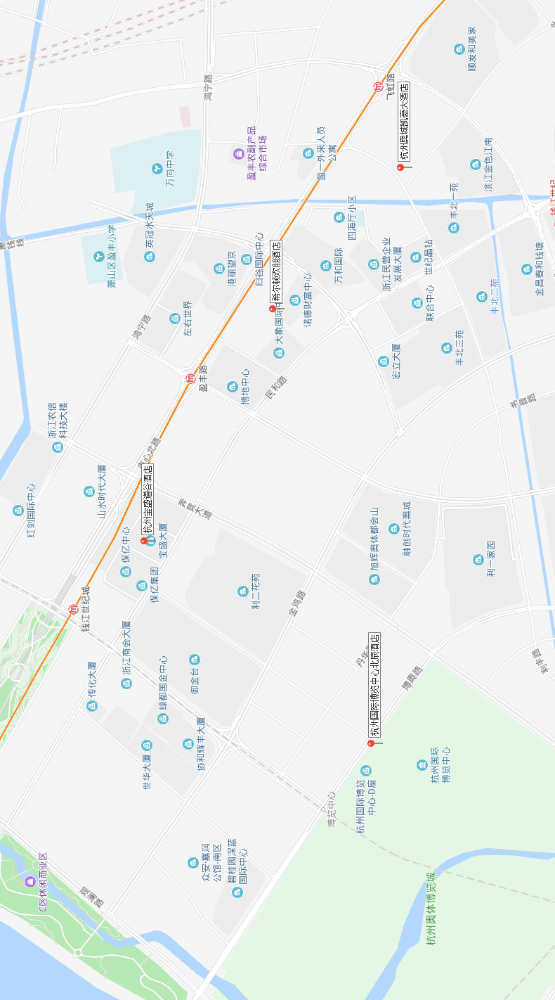 C区休闲商业区
红剑国际中心
浙江农信
科技大楼
观澜路
传化大厦
钱江世纪城
山水时代大厦
萧山区盈丰小学
浙江商会大厦
保亿中心
世华大厦
绿都国金中心
保亿集团
宝盛大厦
杭州宝盛道谷酒店
鸿宁路
英冠水天城
万向中学
协和辉丰大厦
御金台
奔竞大道
左右世界
盈丰路
鸿宁路
众安·嘉润
公馆-南区
碧桂园深蓝
国际中心
利二花苑
博地中心
港丽望京
盈丰农副产品
综合市场
归谷国际中心
民和路
大象国际中
希尔顿欢朋酒店
金鸡路
诺德财富中心
盈一外来人员
公寓
博览中心
万和国际
四海厅小区
杭州国际博览
中心-D座
杭州国际博览中心北辰酒店
旭辉奥体都会山
宏立大厦
浙江民营企业
发展大厦
飞虹路
杭州奥城凯豪大酒店
融创时代奥城
博奥路
联合中心
世纪晶钻
杭州奥体博览城
杭州国际
博览中心
丰北三苑
丰北一苑
顺发和美家
利一家园
丰北二苑
滨江金色江南
书香路
利丰路
金昌春和钱塘
钱江世纪